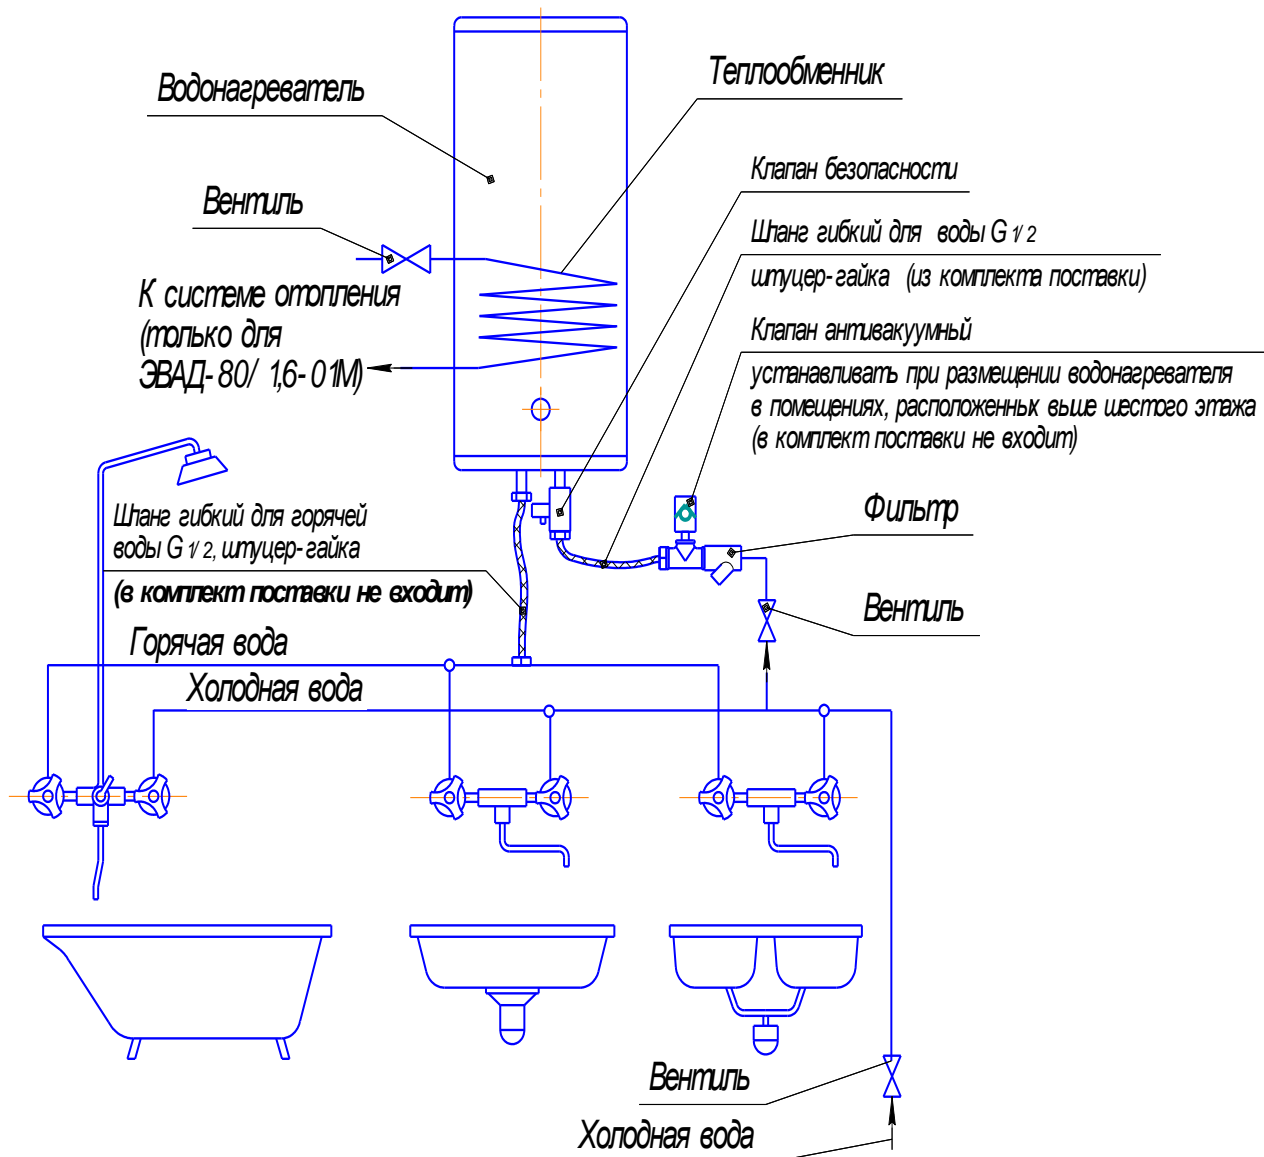 Водонагреватель
Теплообменник
Клапан безопасности
Вентиль
Шланг гибкий для воды G 1/2
штуцер-гайка (из комплекта поставки)
К системе отопления
(только для
ЭВАД-80/ 1,6-01М)
Клапан антивакуумный
устанавливать при размещении водонагревателя
в помещениях, расположенных выше шестого этажа
(в комплект поставки не входит)
Шланг гибкий для горячей
воды G 1/2, штуцер-гайка
(в комплект поставки не входит)
Фильтр
Вентиль
Горячая вода
Холодная вода
Вентиль
Холодная вода